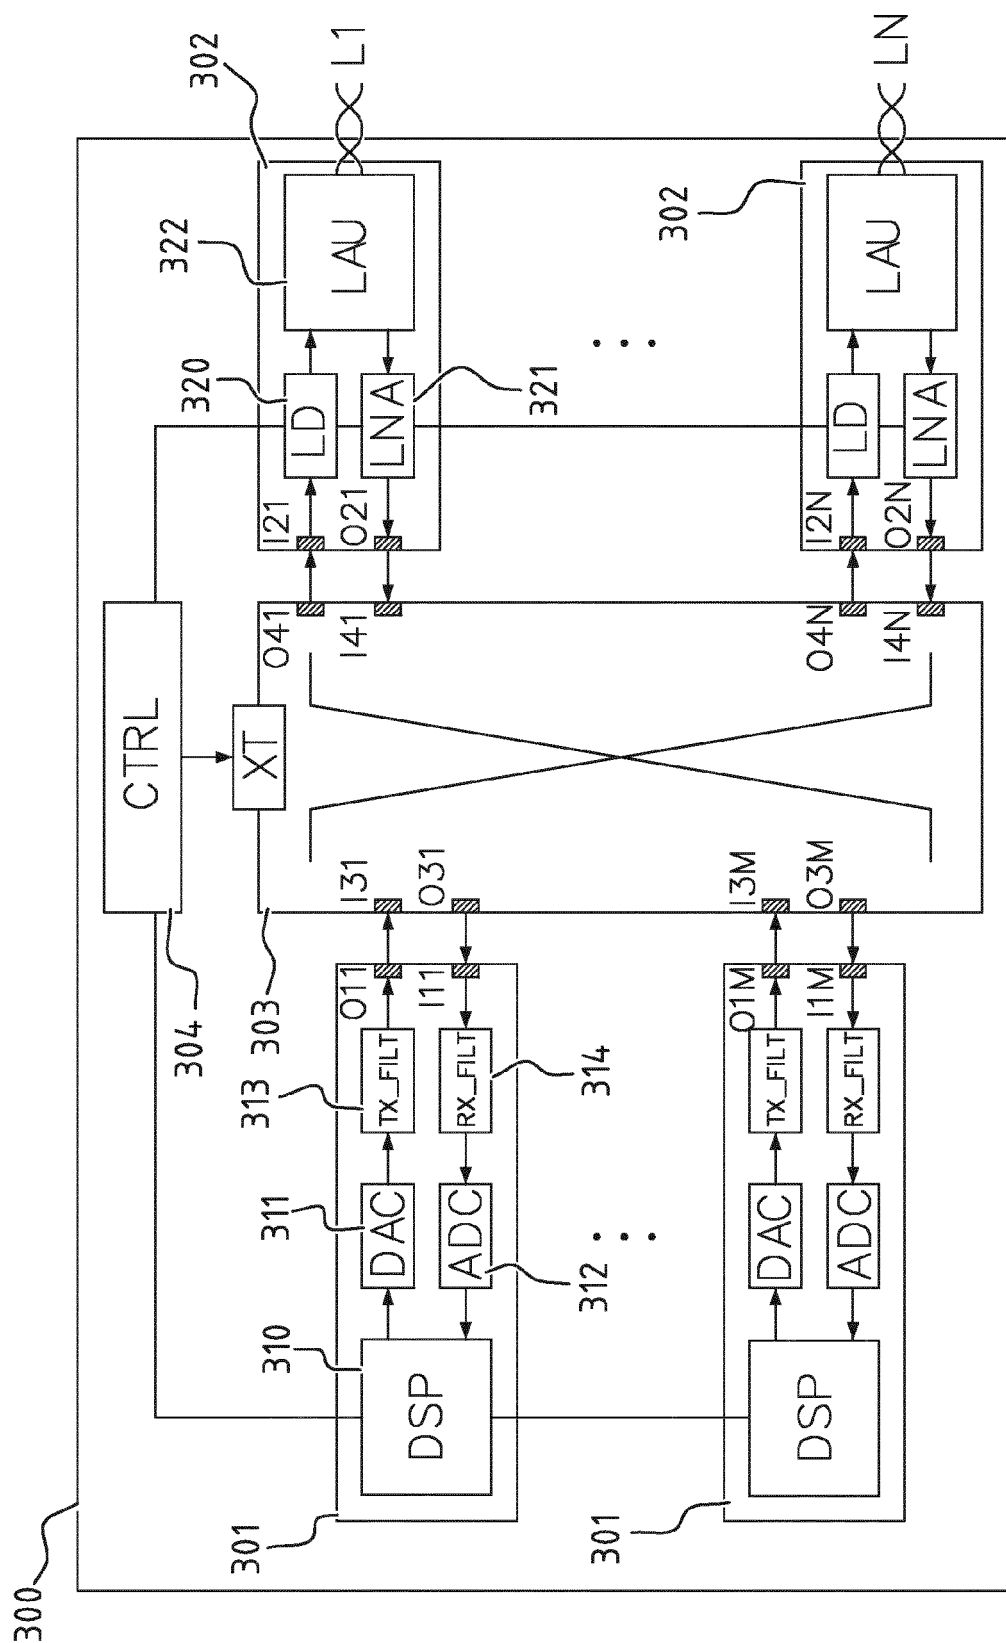 300
CTRL
304
322
302
320
301
310
311
313
303
XT
O41
I21
LD
LAU
L1
O11
I31
I41
O21
DAC
TX_FILT
LNA
DSP
I11
O31
ADC
RX_FILT
321
312
314
• • •
• • •
301
302
O1M
I3M
DAC
TX_FILT
O4N
I2N
LD
LAU
LN
DSP
I1M
O3M
I4N
O2N
ADC
RX_FILT
LNA